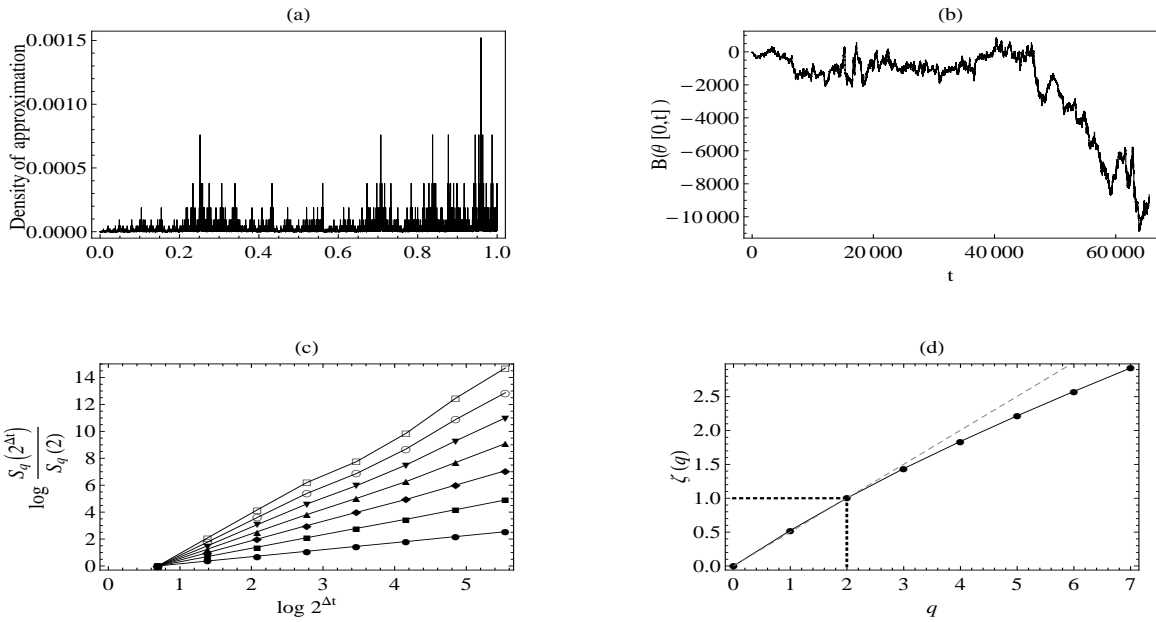 (a)
Density of approximation
0.0015
0.0010
0.0005
0.0000
0.0 0.2 0.4 0.6 0.8 1.0
(b)
B(θ [0,t])
0
−2000
−4000
−6000
−8000
−10 000
0 20 000 40 000 60 000
t
(c)
log S_q(2^{Δt}) / S_q(2)
14
12
10
8
6
4
2
0
0 1 2 3 4 5
log 2^{Δt}
(d)
ζ(q)
2.5
2.0
1.5
1.0
0.5
0.0
0 1 2 3 4 5 6 7
q